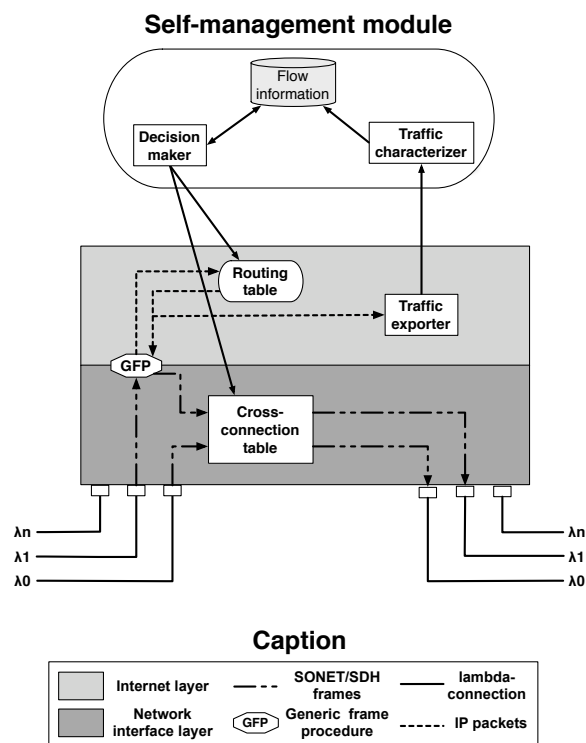 Self-management module
Flow
information
Decision
maker
Traffic
characterizer
Routing
table
Traffic
exporter
GFP
Cross-
connection
table
λn
λ1
λ0
λn
λ1
λ0
Caption
Internet layer
SONET/SDH
frames
lambda-
connection
Network
interface layer
GFP
Generic frame
procedure
IP packets